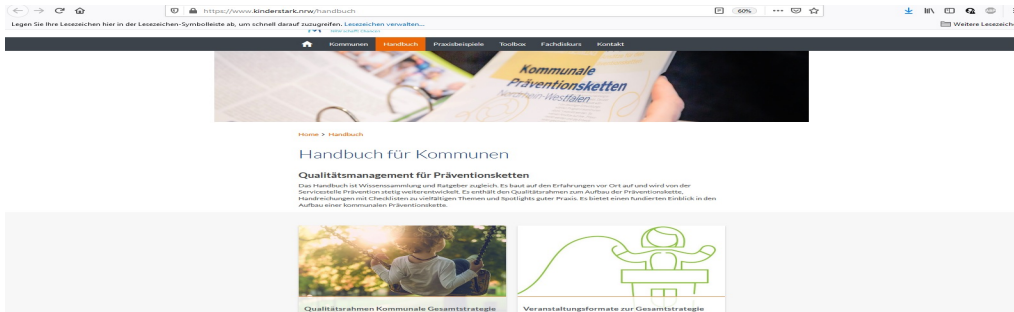 https://www.kinderstark.nrw/handbuch
60%
Legen Sie Ihre Lesezeichen hier in der Lesezeichen-Symbolleiste ab, um schnell darauf zuzugreifen. Lesezeichen verwalten...
Weitere Lesezeich
Kommunen Handbuch Praxisbeispiele Toolbox Fachdiskurs Kontakt
Kommunale
Präventionsketten
Nordrhein-Westfalen
Home > Handbuch
Handbuch für Kommunen
Qualitätsmanagement für Präventionsketten
Das Handbuch ist Wissenssammlung und Ratgeber zugleich. Es baut auf den Erfahrungen vor Ort auf und wird von der
Servicestelle Prävention stetig weiterentwickelt. Es enthält den Qualitätsrahmen zum Aufbau der Präventionskette,
Handreichungen mit Checklisten zu vielfältigen Themen und Spotlights guter Praxis. Es bietet einen fundierten Einblick in den
Aufbau einer kommunalen Präventionskette.
Qualitätsrahmen Kommunale Gesamtstrategie
Veranstaltungsformate zur Gesamtstrategie